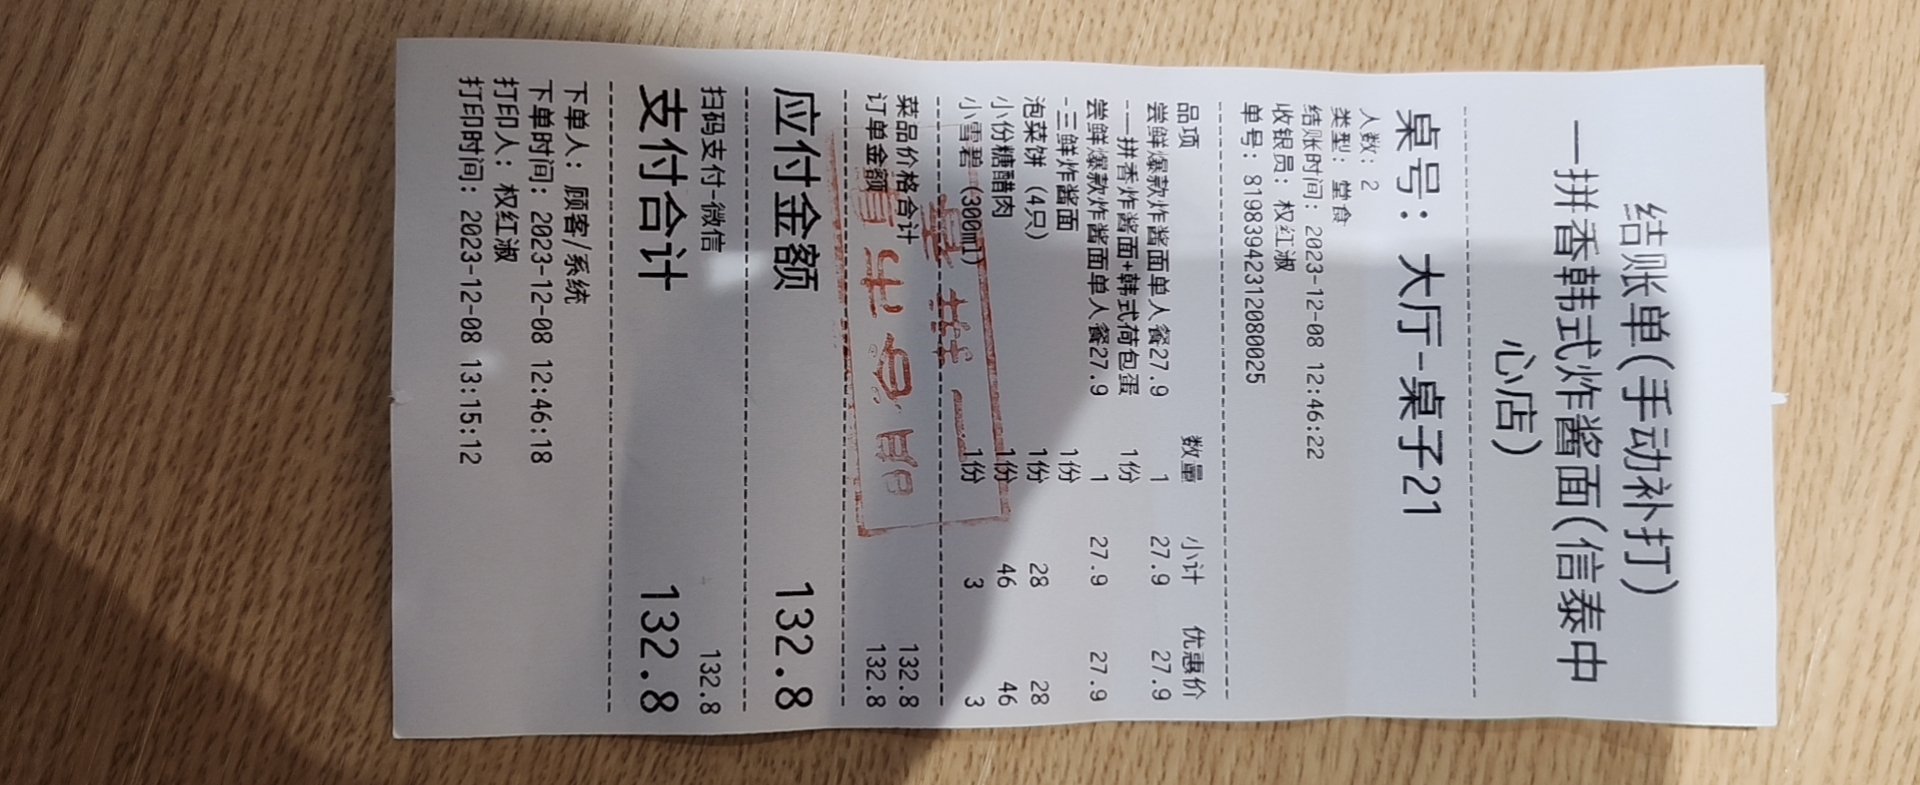 结账单(手动补打)
一拼香韩式炸酱面(信泰中
心店)
桌号: 大厅-桌子21
人数: 2
类型: 堂食
结账时间: 2023-12-08 12:46:22
收银员: 权红淑
单号: 819839423120800025
品项 数量 小计 优惠价
尝鲜爆款炸酱面单人餐27.9 1 27.9 27.9
-一拼香炸酱面+韩式荷包蛋 1份
尝鲜爆款炸酱面单人餐27.9 1 27.9 27.9
-三鲜炸酱面 1份
泡菜饼 (4只) 1份 28 28
小份糖醋肉 1份 46 46
小雪碧 (300ml) 1份 3 3
菜品价格合计 132.8
订单金额 132.8
应付金额 132.8
扫码支付-微信 132.8
支付合计 132.8
下单人: 顾客/系统
下单时间: 2023-12-08 12:46:18
打印人: 权红淑
打印时间: 2023-12-08 13:15:12